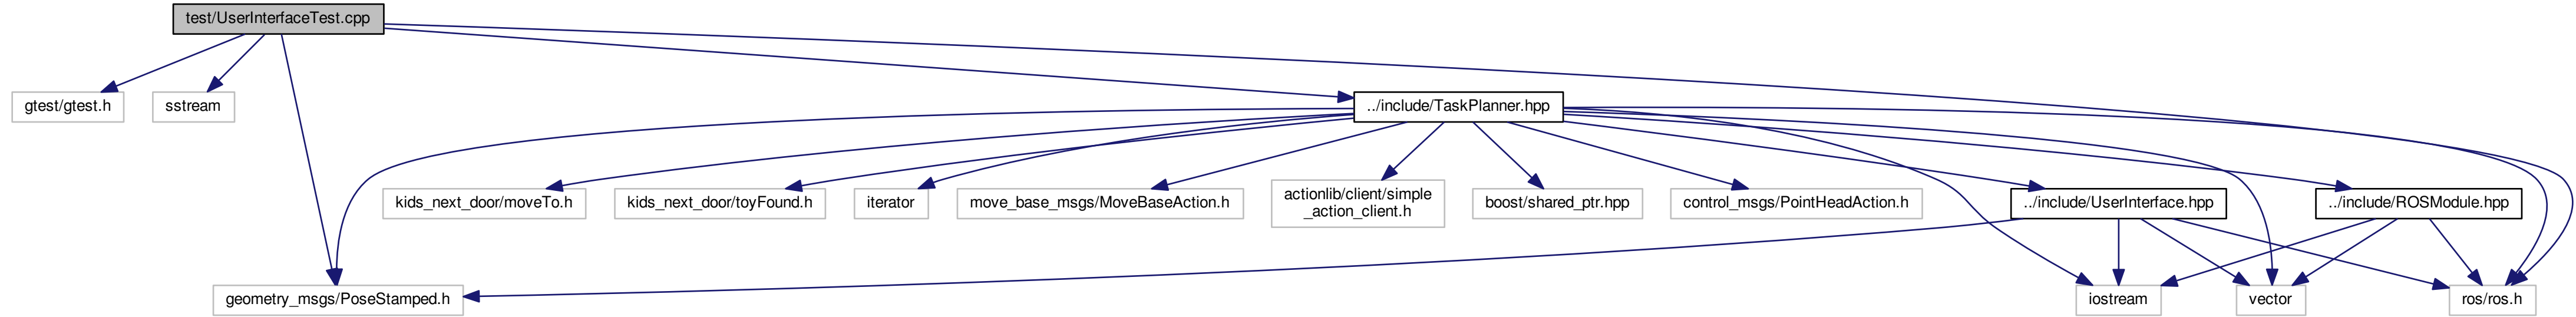 test/UserInterfaceTest.cpp
gtest/gtest.h
sstream
../include/TaskPlanner.hpp
kids_next_door/moveTo.h
kids_next_door/toyFound.h
iterator
move_base_msgs/MoveBaseAction.h
actionlib/client/simple
_action_client.h
boost/shared_ptr.hpp
control_msgs/PointHeadAction.h
../include/UserInterface.hpp
../include/ROSModule.hpp
geometry_msgs/PoseStamped.h
iostream
vector
ros/ros.h